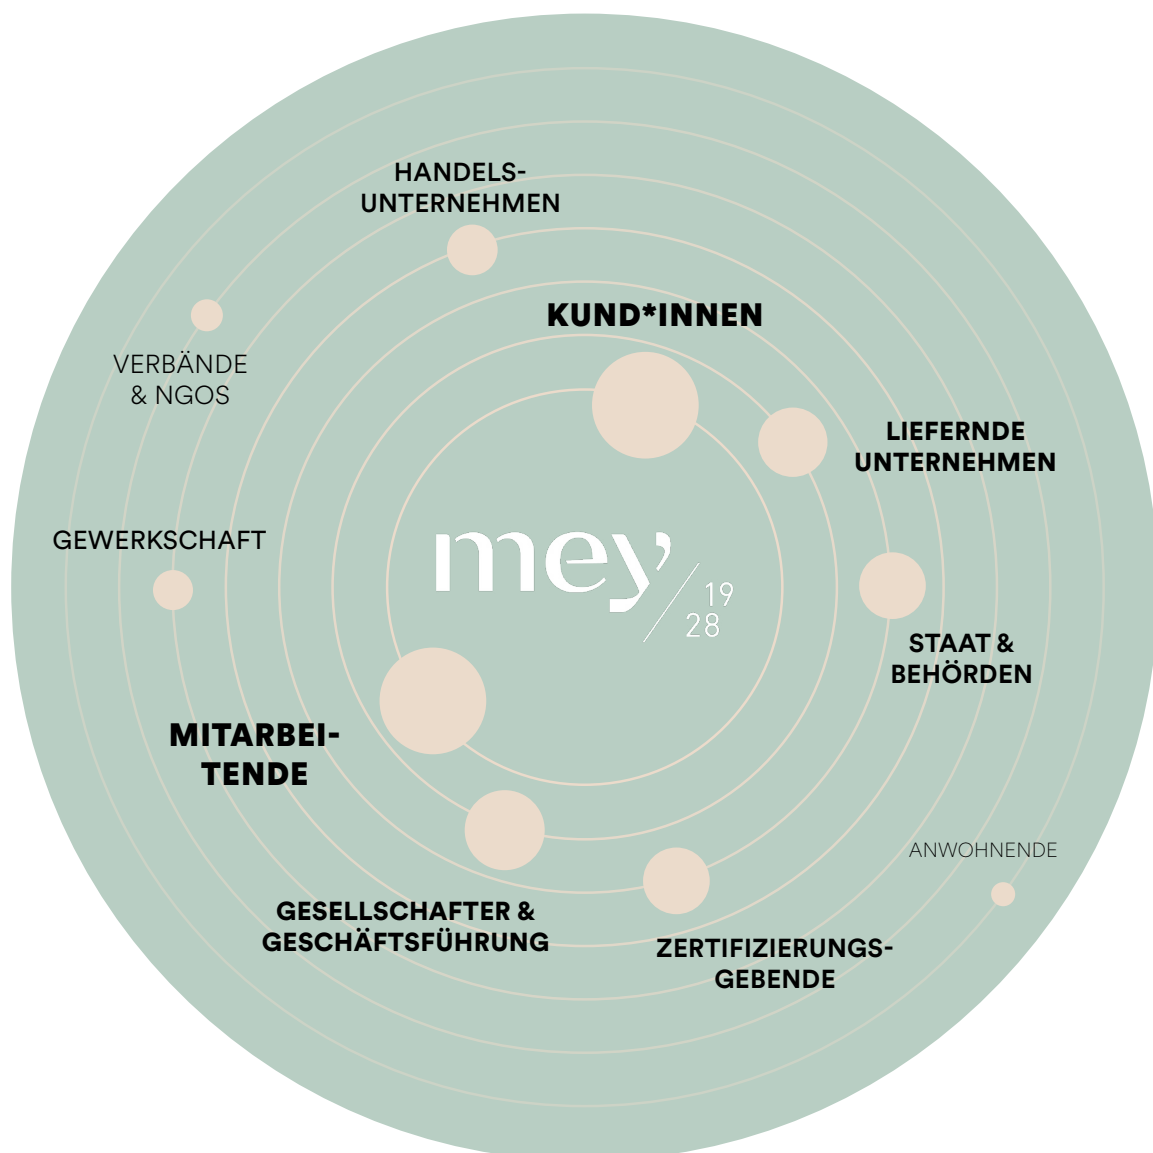 HANDELS-
UNTERNEHMEN
KUND*INNEN
VERBÄNDE
& NGOS
LIEFERNDE
UNTERNEHMEN
GEWERKSCHAFT
mey/19
28
STAAT &
BEHÖRDEN
MITARBEI-
TENDE
ANWOHNENDE
GESELLSCHAFTER &
GESCHÄFTSFÜHRUNG
ZERTIFIZIERUNGS-
GEBENDE